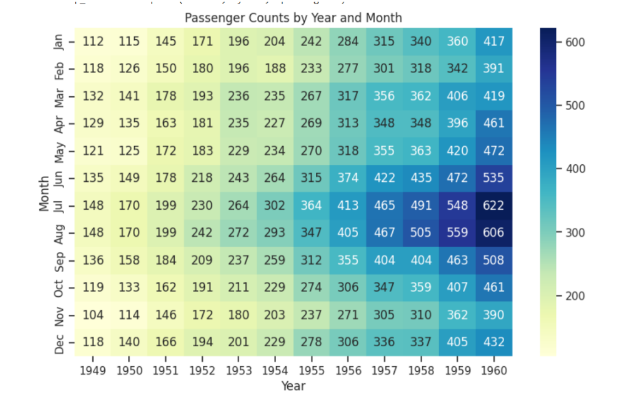 Passenger Counts by Year and Month
Jan 112 115 145 171 196 204 242 284 315 340 360 417
Feb 118 126 150 180 196 188 233 277 301 318 342 391
Mar 132 141 178 193 236 235 267 317 356 362 406 419
Apr 129 135 163 181 235 227 269 313 348 348 396 461
May 121 125 172 183 229 234 270 318 355 363 420 472
Jun 135 149 178 218 243 264 315 374 422 435 472 535
Jul 148 170 199 230 264 302 364 413 465 491 548 622
Aug 148 170 199 242 272 293 347 405 467 505 559 606
Sep 136 158 184 209 237 259 312 355 404 404 463 508
Oct 119 133 162 191 211 229 274 306 347 359 407 461
Nov 104 114 146 172 180 203 237 271 305 310 362 390
Dec 118 140 166 194 201 229 278 306 336 337 405 432
1949 1950 1951 1952 1953 1954 1955 1956 1957 1958 1959 1960
Year
Month
600
500
400
300
200